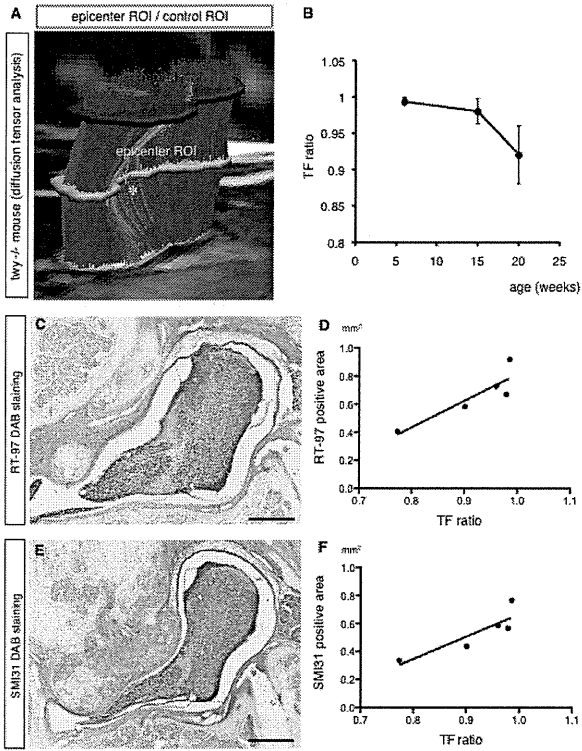 A
epicenter ROI / control ROI
twy -/- mouse (diffusion tensor analysis)
epicenter ROI
*
B
TF ratio
1.05
1
0.95
0.9
0.85
0.8
0 5 10 15 20 25
age (weeks)
C
RT-97 DAB staining
D
mm²
RT-97 positive area
1.0
0.8
0.6
0.4
0.2
0.0
0.7 0.8 0.9 1.0 1.1
TF ratio
E
SMI31 DAB staining
F
mm²
SMI31 positive area
1.0
0.8
0.6
0.4
0.2
0.0
0.7 0.8 0.9 1.0 1.1
TF ratio